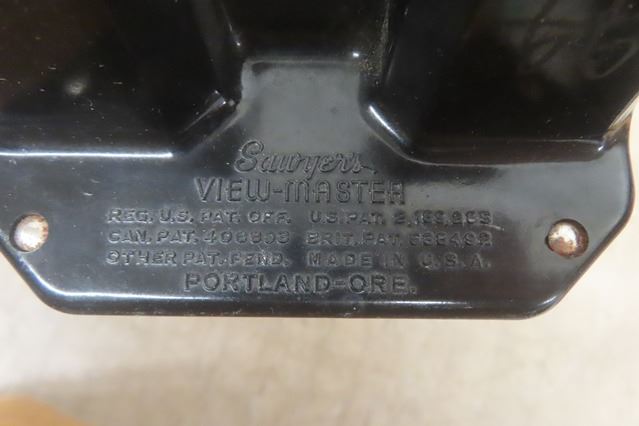 Sawyer's
VIEW-MASTER
REG. U.S. PAT. OFF. U.S. PAT. 2,189,285
CAN. PAT. 406853 BRIT. PAT. 538492
OTHER PAT. PEND. MADE IN U.S.A.
PORTLAND-ORE.